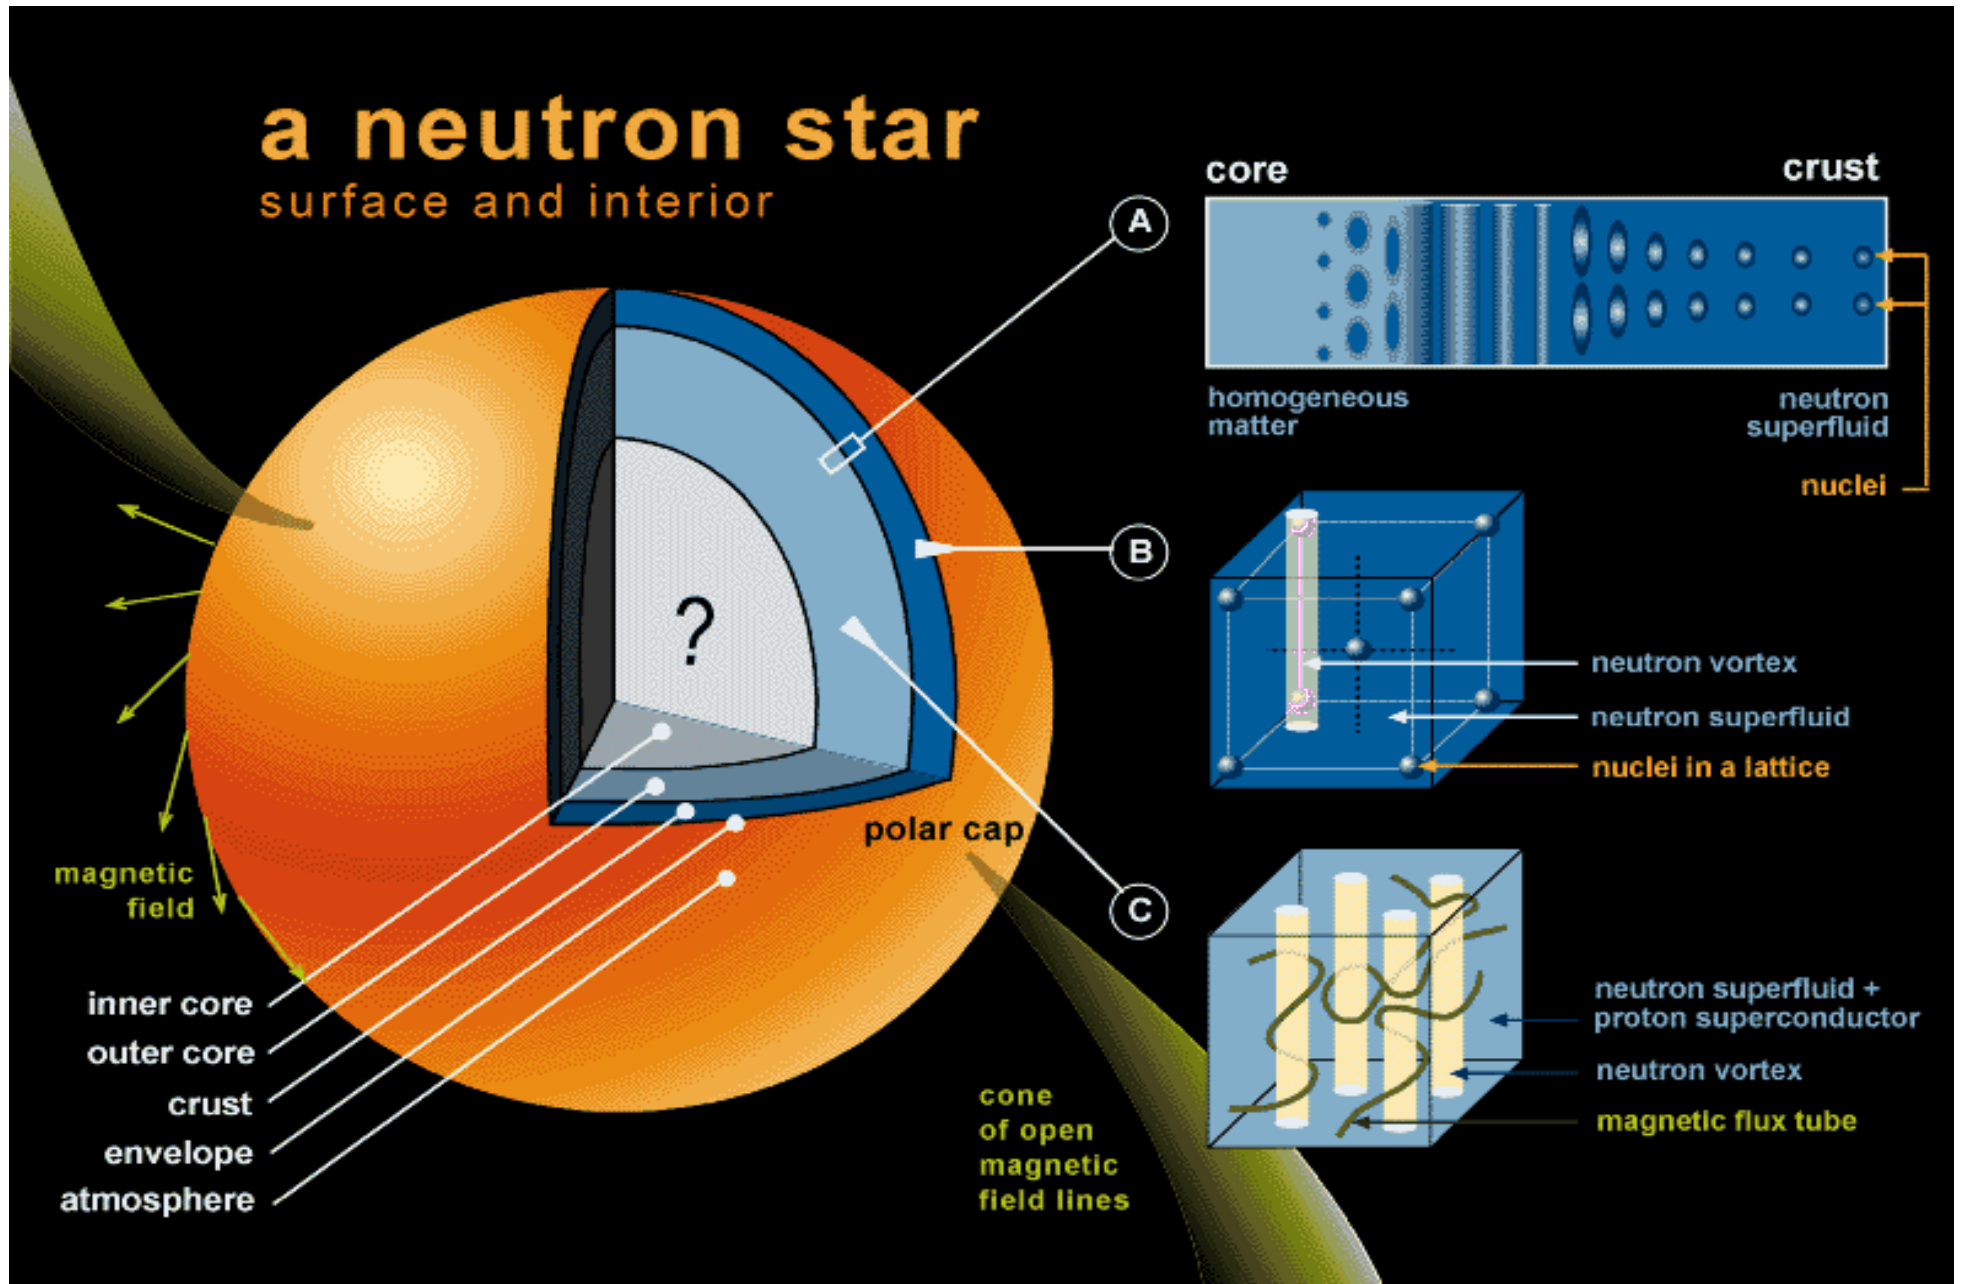 a neutron star
surface and interior
A
core
crust
homogeneous
matter
neutron
superfluid
nuclei
B
neutron vortex
neutron superfluid
nuclei in a lattice
?
polar cap
C
neutron superfluid +
proton superconductor
neutron vortex
magnetic flux tube
magnetic
field
inner core
outer core
crust
envelope
atmosphere
cone
of open
magnetic
field lines